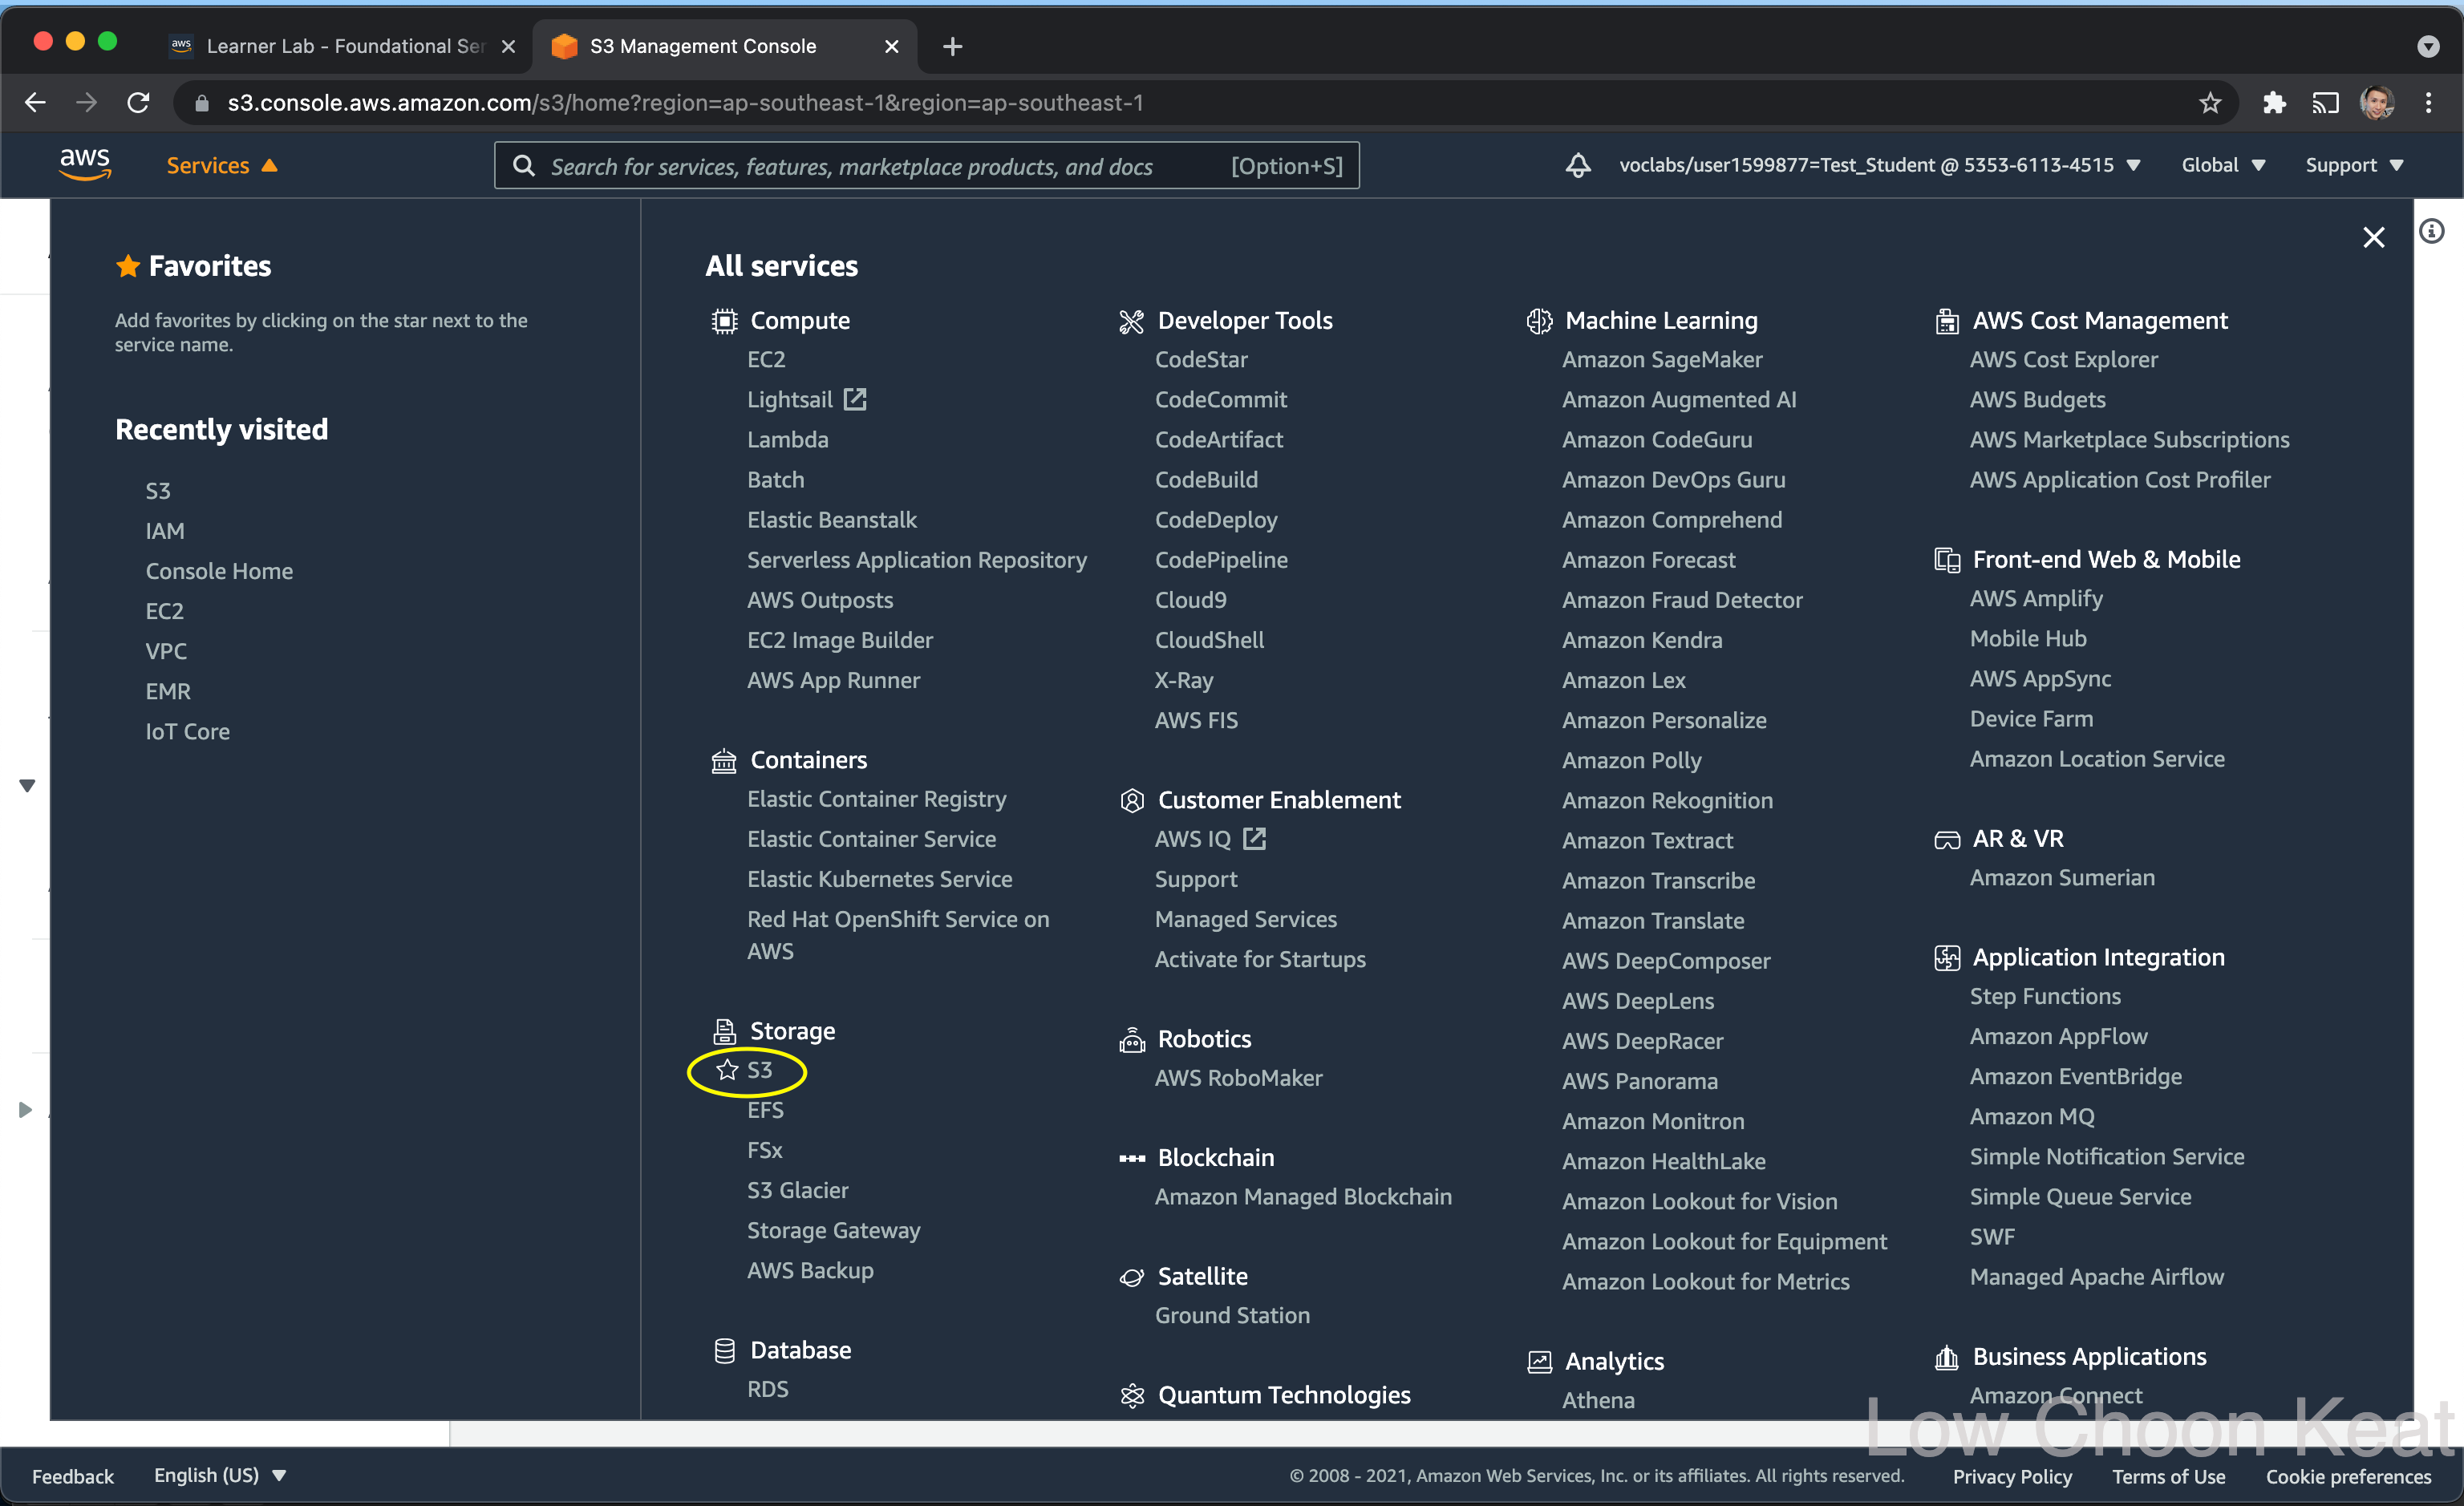 aws
Learner Lab - Foundational Ser
S3 Management Console
s3.console.aws.amazon.com/s3/home?region=ap-southeast-1&region=ap-southeast-1
aws
Services
Search for services, features, marketplace products, and docs
[Option+S]
voclabs/user1599877=Test_Student @ 5353-6113-4515
Global
Support
Favorites
Add favorites by clicking on the star next to the
service name.
Recently visited
S3
IAM
Console Home
EC2
VPC
EMR
IoT Core
All services
Compute
EC2
Lightsail
Lambda
Batch
Elastic Beanstalk
Serverless Application Repository
AWS Outposts
EC2 Image Builder
AWS App Runner
Containers
Elastic Container Registry
Elastic Container Service
Elastic Kubernetes Service
Red Hat OpenShift Service on
AWS
Storage
S3
EFS
FSx
S3 Glacier
Storage Gateway
AWS Backup
Database
RDS
Developer Tools
CodeStar
CodeCommit
CodeArtifact
CodeBuild
CodeDeploy
CodePipeline
Cloud9
CloudShell
X-Ray
AWS FIS
Customer Enablement
AWS IQ
Support
Managed Services
Activate for Startups
Robotics
AWS RoboMaker
Blockchain
Amazon Managed Blockchain
Satellite
Ground Station
Quantum Technologies
Machine Learning
Amazon SageMaker
Amazon Augmented AI
Amazon CodeGuru
Amazon DevOps Guru
Amazon Comprehend
Amazon Forecast
Amazon Fraud Detector
Amazon Kendra
Amazon Lex
Amazon Personalize
Amazon Polly
Amazon Rekognition
Amazon Textract
Amazon Transcribe
Amazon Translate
AWS DeepComposer
AWS DeepLens
AWS DeepRacer
AWS Panorama
Amazon Monitron
Amazon HealthLake
Amazon Lookout for Vision
Amazon Lookout for Equipment
Amazon Lookout for Metrics
Analytics
Athena
AWS Cost Management
AWS Cost Explorer
AWS Budgets
AWS Marketplace Subscriptions
AWS Application Cost Profiler
Front-end Web & Mobile
AWS Amplify
Mobile Hub
AWS AppSync
Device Farm
Amazon Location Service
AR & VR
Amazon Sumerian
Application Integration
Step Functions
Amazon AppFlow
Amazon EventBridge
Amazon MQ
Simple Notification Service
Simple Queue Service
SWF
Managed Apache Airflow
Business Applications
Amazon Connect
Low Choon Keat
Feedback
English (US)
© 2008 - 2021, Amazon Web Services, Inc. or its affiliates. All rights reserved.
Privacy Policy
Terms of Use
Cookie preferences